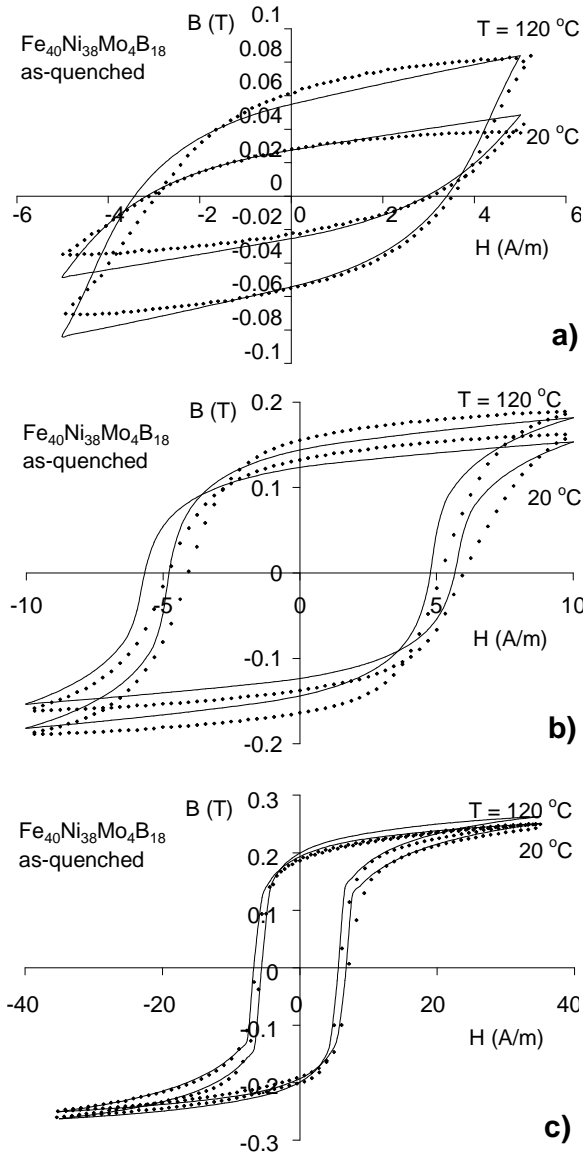 B (T)
Fe40Ni38Mo4B18
as-quenched
T = 120 °C
20 °C
0.1
0.08
0.06
0.04
0.02
0
-0.02
-0.04
-0.06
-0.08
-0.1
-6
-4
-2
0
2
4
6
H (A/m)
a)
B (T)
Fe40Ni38Mo4B18
as-quenched
T = 120 °C
20 °C
0.2
0.1
0
-0.1
-0.2
-10
-5
0
5
10
H (A/m)
b)
B (T)
Fe40Ni38Mo4B18
as-quenched
T = 120 °C
20 °C
0.3
0.2
0.1
0
-0.1
-0.2
-0.3
-40
-20
0
20
40
H (A/m)
c)